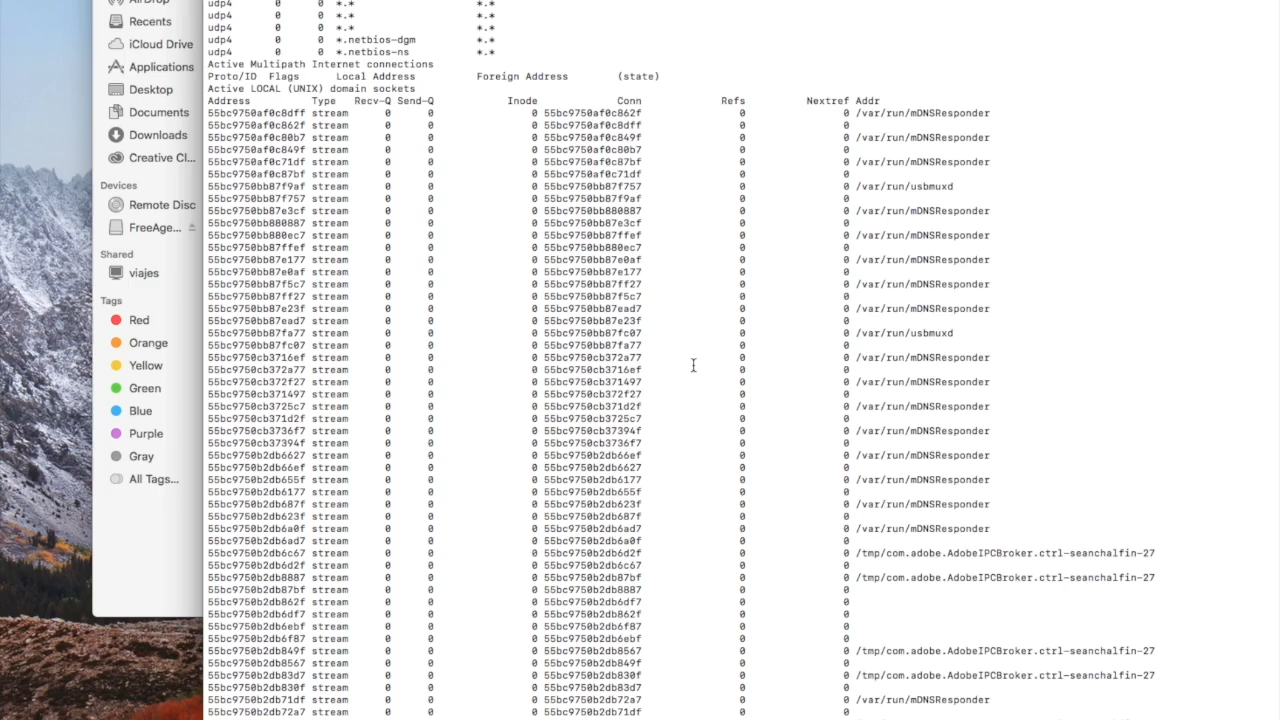 AirDrop
Recents
iCloud Drive
Applications
Desktop
Documents
Downloads
Creative Cl...
Devices
Remote Disc
FreeAge...
Shared
viajes
Tags
Red
Orange
Yellow
Green
Blue
Purple
Gray
All Tags...
udp4 0 0 *.* *.*
udp4 0 0 *.* *.*
udp4 0 0 *.* *.*
udp4 0 0 *.netbios-dgm *.*
udp4 0 0 *.netbios-ns *.*
Active Multipath Internet connections
Proto/ID Flags Local Address Foreign Address (state)
Active LOCAL (UNIX) domain sockets
Address Type Recv-Q Send-Q Inode Conn Refs Nextref Addr
55bc9750af0c8dff stream 0 0 0 55bc9750af0c862f 0 0 /var/run/mDNSResponder
55bc9750af0c862f stream 0 0 0 55bc9750af0c8dff 0 0
55bc9750af0c80b7 stream 0 0 0 55bc9750af0c849f 0 0 /var/run/mDNSResponder
55bc9750af0c849f stream 0 0 0 55bc9750af0c80b7 0 0
55bc9750af0c71df stream 0 0 0 55bc9750af0c87bf 0 0 /var/run/mDNSResponder
55bc9750af0c87bf stream 0 0 0 55bc9750af0c71df 0 0
55bc9750bb87f9af stream 0 0 0 55bc9750bb87f757 0 0 /var/run/usbmuxd
55bc9750bb87f757 stream 0 0 0 55bc9750bb87f9af 0 0
55bc9750bb87e3cf stream 0 0 0 55bc9750bb880887 0 0 /var/run/mDNSResponder
55bc9750bb880887 stream 0 0 0 55bc9750bb87e3cf 0 0
55bc9750bb880ec7 stream 0 0 0 55bc9750bb87ffef 0 0 /var/run/mDNSResponder
55bc9750bb87ffef stream 0 0 0 55bc9750bb880ec7 0 0
55bc9750bb87e177 stream 0 0 0 55bc9750bb87e0af 0 0 /var/run/mDNSResponder
55bc9750bb87e0af stream 0 0 0 55bc9750bb87e177 0 0
55bc9750bb87f5c7 stream 0 0 0 55bc9750bb87ff27 0 0 /var/run/mDNSResponder
55bc9750bb87ff27 stream 0 0 0 55bc9750bb87f5c7 0 0
55bc9750bb87e23f stream 0 0 0 55bc9750bb87ead7 0 0 /var/run/mDNSResponder
55bc9750bb87ead7 stream 0 0 0 55bc9750bb87e23f 0 0
55bc9750bb87fa77 stream 0 0 0 55bc9750bb87fc07 0 0 /var/run/usbmuxd
55bc9750bb87fc07 stream 0 0 0 55bc9750bb87fa77 0 0
55bc9750cb3716ef stream 0 0 0 55bc9750cb372a77 0 0 /var/run/mDNSResponder
55bc9750cb372a77 stream 0 0 0 55bc9750cb3716ef 0 0
55bc9750cb372f27 stream 0 0 0 55bc9750cb371497 0 0 /var/run/mDNSResponder
55bc9750cb371497 stream 0 0 0 55bc9750cb372f27 0 0
55bc9750cb3725c7 stream 0 0 0 55bc9750cb371d2f 0 0 /var/run/mDNSResponder
55bc9750cb371d2f stream 0 0 0 55bc9750cb3725c7 0 0
55bc9750cb3736f7 stream 0 0 0 55bc9750cb37394f 0 0 /var/run/mDNSResponder
55bc9750cb37394f stream 0 0 0 55bc9750cb3736f7 0 0
55bc9750b2db6627 stream 0 0 0 55bc9750b2db66ef 0 0 /var/run/mDNSResponder
55bc9750b2db66ef stream 0 0 0 55bc9750b2db6627 0 0
55bc9750b2db655f stream 0 0 0 55bc9750b2db6177 0 0 /var/run/mDNSResponder
55bc9750b2db6177 stream 0 0 0 55bc9750b2db655f 0 0
55bc9750b2db687f stream 0 0 0 55bc9750b2db623f 0 0 /var/run/mDNSResponder
55bc9750b2db623f stream 0 0 0 55bc9750b2db687f 0 0
55bc9750b2db6a0f stream 0 0 0 55bc9750b2db6ad7 0 0 /var/run/mDNSResponder
55bc9750b2db6ad7 stream 0 0 0 55bc9750b2db6a0f 0 0
55bc9750b2db6c67 stream 0 0 0 55bc9750b2db6d2f 0 0 /tmp/com.adobe.AdobeIPCBroker.ctrl-seanchalfin-27
55bc9750b2db6d2f stream 0 0 0 55bc9750b2db6c67 0 0
55bc9750b2db8887 stream 0 0 0 55bc9750b2db87bf 0 0 /tmp/com.adobe.AdobeIPCBroker.ctrl-seanchalfin-27
55bc9750b2db87bf stream 0 0 0 55bc9750b2db8887 0 0
55bc9750b2db862f stream 0 0 0 55bc9750b2db6df7 0 0
55bc9750b2db6df7 stream 0 0 0 55bc9750b2db862f 0 0
55bc9750b2db6ebf stream 0 0 0 55bc9750b2db6f87 0 0
55bc9750b2db6f87 stream 0 0 0 55bc9750b2db6ebf 0 0
55bc9750b2db849f stream 0 0 0 55bc9750b2db8567 0 0 /tmp/com.adobe.AdobeIPCBroker.ctrl-seanchalfin-27
55bc9750b2db8567 stream 0 0 0 55bc9750b2db849f 0 0
55bc9750b2db83d7 stream 0 0 0 55bc9750b2db830f 0 0 /tmp/com.adobe.AdobeIPCBroker.ctrl-seanchalfin-27
55bc9750b2db830f stream 0 0 0 55bc9750b2db83d7 0 0
55bc9750b2db71df stream 0 0 0 55bc9750b2db72a7 0 0 /var/run/mDNSResponder
55bc9750b2db72a7 stream 0 0 0 55bc9750b2db71df 0 0